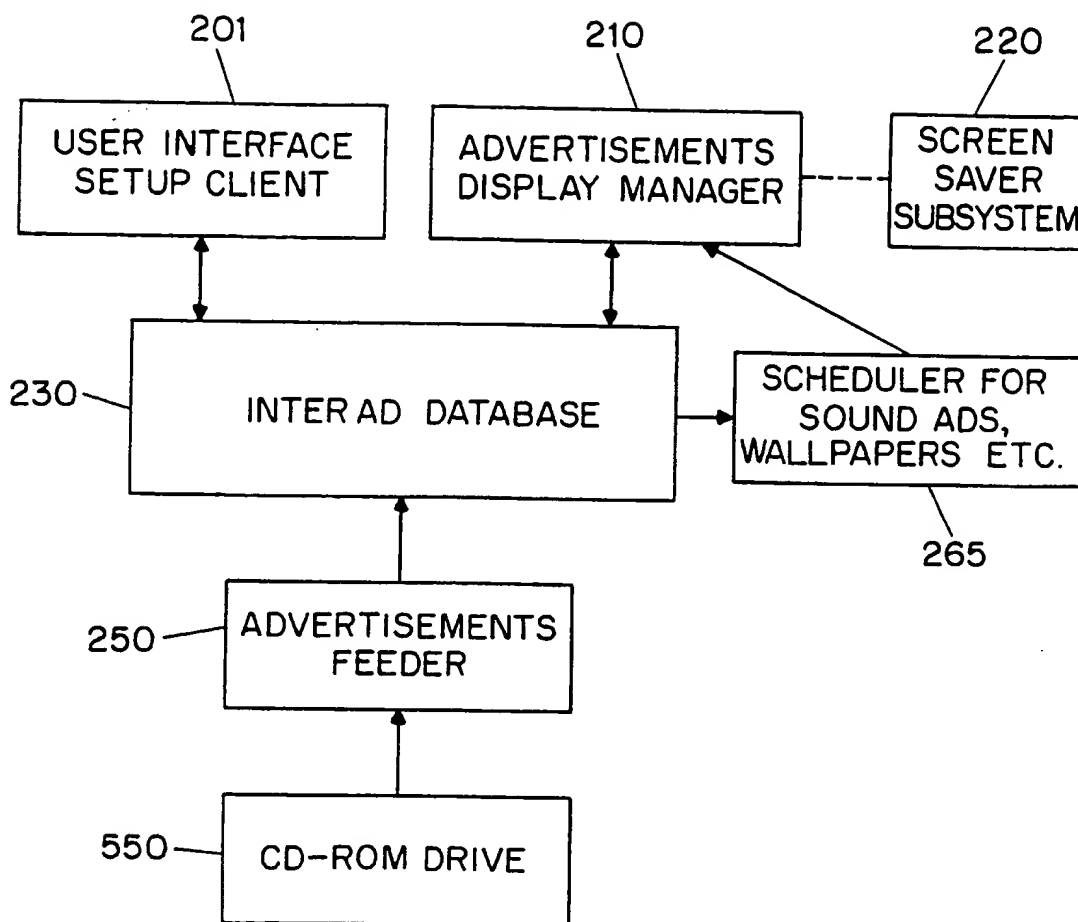 201
210
220
USER INTERFACE
SETUP CLIENT
ADVERTISEMENTS
DISPLAY MANAGER
SCREEN
SAVER
SUBSYSTEM
230
INTER AD DATABASE
SCHEDULER FOR
SOUND ADS,
WALLPAPERS ETC.
265
250
ADVERTISEMENTS
FEEDER
550
CD-ROM DRIVE